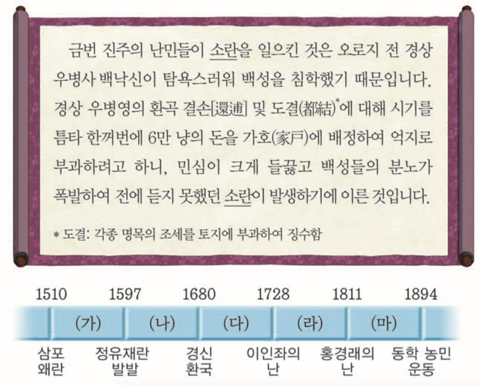 금번 진주의 난민들이 소란을 일으킨 것은 오로지 전 경상
우병사 백낙신이 탐욕스러워 백성을 침학했기 때문입니다.
경상 우병영의 환곡 결손[還逋] 및 도결(都結)*에 대해 시기를
틈타 한꺼번에 6만 냥의 돈을 가호(家戶)에 배정하여 억지로
부과하려고 하니, 민심이 크게 들끓고 백성들의 분노가
폭발하여 전에 듣지 못했던 소란이 발생하기에 이른 것입니다.
* 도결: 각종 명목의 조세를 토지에 부과하여 징수함
1510 1597 1680 1728 1811 1894
(가) (나) (다) (라) (마)
삼포 정유재란 경신 이인좌의 홍경래의 동학 농민
왜란 발발 환국 난 난 운동